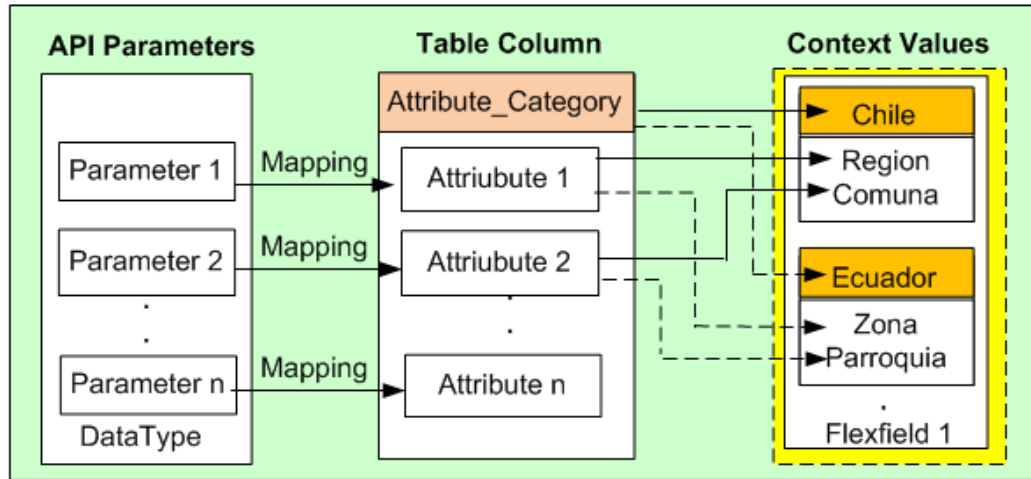 API Parameters
Table Column
Context Values
Attribute_Category
Chile
Parameter 1
Mapping
Attriubute 1
Region
Comuna
Parameter 2
Mapping
Attriubute 2
Ecuador
.
.
.
.
Zona
Parroquia
Parameter n
Mapping
Attribute n
.
DataType
Flexfield 1